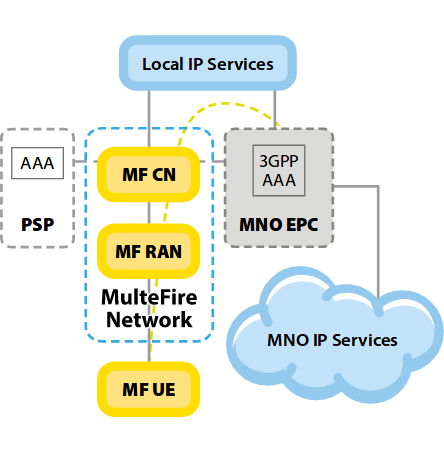 Local IP Services
AAA
PSP
MF CN
3GPP
AAA
MNO EPC
MF RAN
MulteFire
Network
MNO IP Services
MF UE